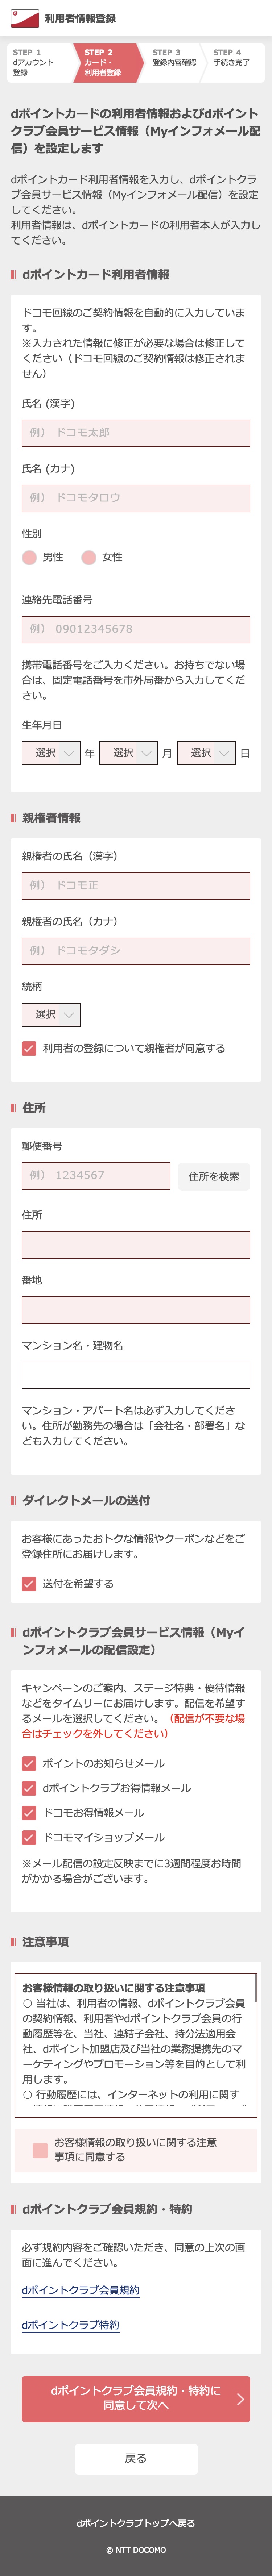 利用者情報登録
STEP 1
dアカウント
登録
STEP 2
カード・
利用者登録
STEP 3
登録内容確認
STEP 4
手続き完了
dポイントカードの利用者情報およびdポイント
クラブ会員サービス情報（Myインフォメール配
信）を設定します
dポイントカード利用者情報を入力し、dポイントクラ
ブ会員サービス情報（Myインフォメール配信）を設定
してください。
利用者情報は、dポイントカードの利用者本人が入力し
てください。
dポイントカード利用者情報
ドコモ回線のご契約情報を自動的に入力していま
す。
※入力された情報に修正が必要な場合は修正して
ください（ドコモ回線のご契約情報は修正されま
せん）
氏名 (漢字)
例） ドコモ太郎
氏名 (カナ)
例） ドコモタロウ
性別
男性 女性
連絡先電話番号
例） 09012345678
携帯電話番号をご入力ください。お持ちでない場
合は、固定電話番号を市外局番から入力してくだ
さい。
生年月日
選択 年 選択 月 選択 日
親権者情報
親権者の氏名（漢字）
例） ドコモ正
親権者の氏名（カナ）
例） ドコモタダシ
続柄
選択
利用者の登録について親権者が同意する
住所
郵便番号
例） 1234567 住所を検索
住所
番地
マンション名・建物名
マンション・アパート名は必ず入力してくださ
い。住所が勤務先の場合は「会社名・部署名」な
ども入力してください。
ダイレクトメールの送付
お客様にあったおトクな情報やクーポンなどをご
登録住所にお届けします。
送付を希望する
dポイントクラブ会員サービス情報（Myイ
ンフォメールの配信設定）
キャンペーンのご案内、ステージ特典・優待情報
などをタイムリーにお届けします。配信を希望す
るメールを選択してください。（配信が不要な場
合はチェックを外してください）
ポイントのお知らせメール
dポイントクラブお得情報メール
ドコモお得情報メール
ドコモマイショップメール
※メール配信の設定反映までに3週間程度お時間
がかかる場合がございます。
注意事項
お客様情報の取り扱いに関する注意事項
○ 当社は、利用者の情報、dポイントクラブ会員
の契約情報、利用者やdポイントクラブ会員の行
動履歴等を、当社、連結子会社、持分法適用会
社、dポイント加盟店及び当社の業務提携先のマ
ーケティングやプロモーション等を目的として利
用します。
○ 行動履歴には、インターネットの利用に関す
お客様情報の取り扱いに関する注意
事項に同意する
dポイントクラブ会員規約・特約
必ず規約内容をご確認いただき、同意の上次の画
面に進んでください。
dポイントクラブ会員規約
dポイントクラブ特約
dポイントクラブ会員規約・特約に
同意して次へ
戻る
dポイントクラブトップへ戻る
© NTT DOCOMO